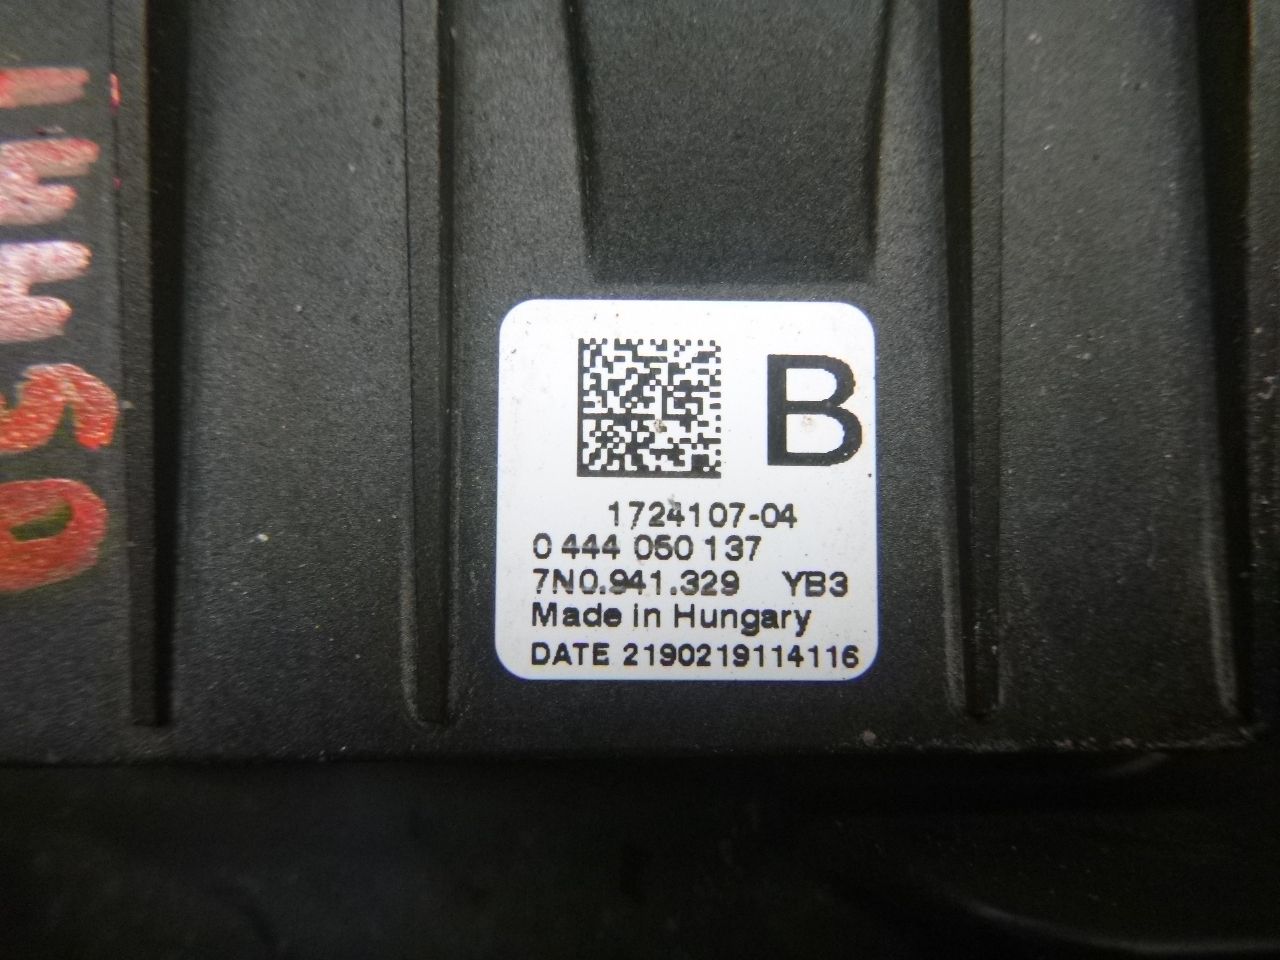 B
1724107-04
0 444 050 137
7N0.941.329 YB3
Made in Hungary
DATE 2190219114116